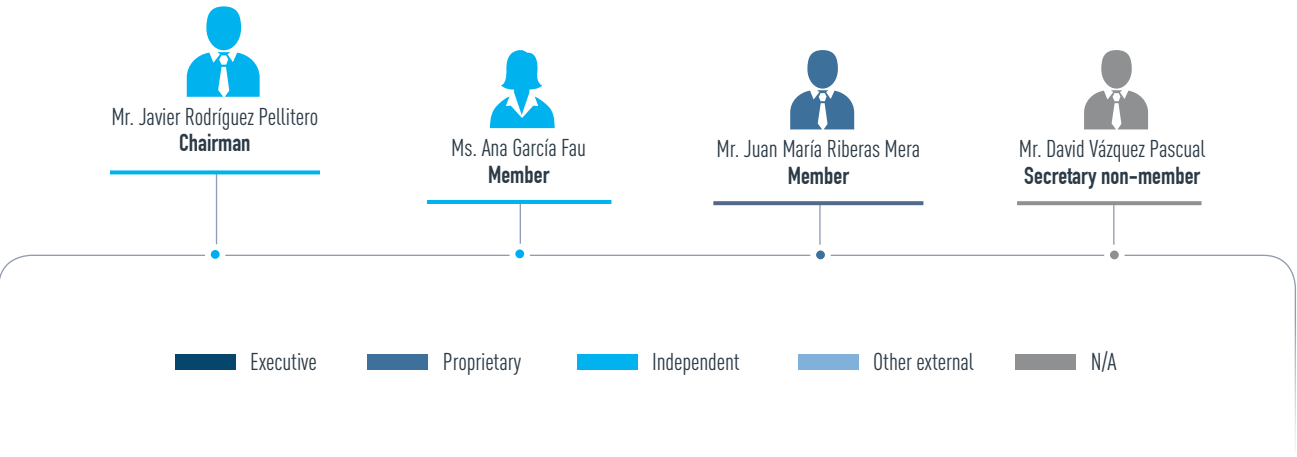 Mr. Javier Rodríguez Pellitero
Chairman
Ms. Ana García Fau
Member
Mr. Juan María Riberas Mera
Member
Mr. David Vázquez Pascual
Secretary non-member
Executive
Proprietary
Independent
Other external
N/A